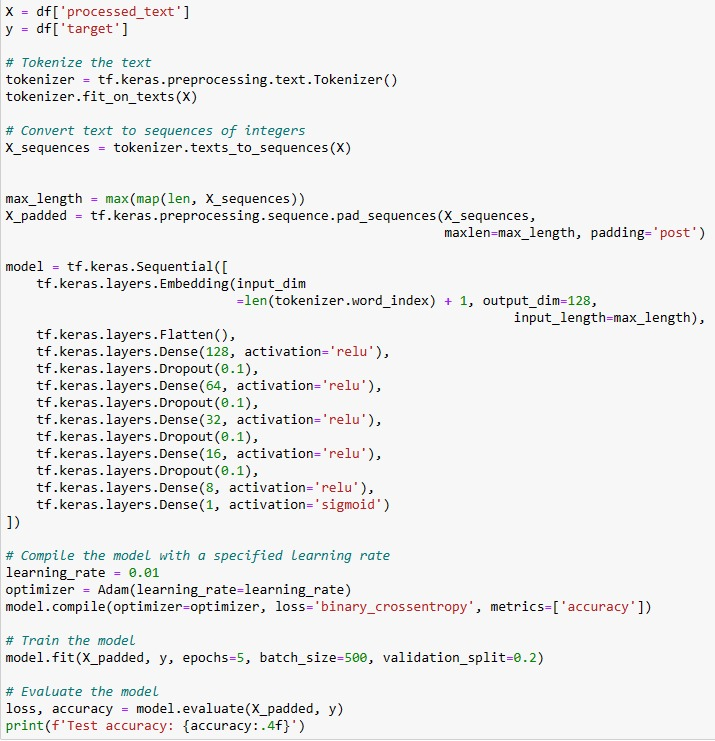 X = df['processed_text']
y = df['target']
# Tokenize the text
tokenizer = tf.keras.preprocessing.text.Tokenizer()
tokenizer.fit_on_texts(X)
# Convert text to sequences of integers
X_sequences = tokenizer.texts_to_sequences(X)
max_length = max(map(len, X_sequences))
X_padded = tf.keras.preprocessing.sequence.pad_sequences(X_sequences,
maxlen=max_length, padding='post')
model = tf.keras.Sequential([
tf.keras.layers.Embedding(input_dim
=len(tokenizer.word_index) + 1, output_dim=128,
input_length=max_length),
tf.keras.layers.Flatten(),
tf.keras.layers.Dense(128, activation='relu'),
tf.keras.layers.Dropout(0.1),
tf.keras.layers.Dense(64, activation='relu'),
tf.keras.layers.Dropout(0.1),
tf.keras.layers.Dense(32, activation='relu'),
tf.keras.layers.Dropout(0.1),
tf.keras.layers.Dense(16, activation='relu'),
tf.keras.layers.Dropout(0.1),
tf.keras.layers.Dense(8, activation='relu'),
tf.keras.layers.Dense(1, activation='sigmoid')
])
# Compile the model with a specified learning rate
learning_rate = 0.01
optimizer = Adam(learning_rate=learning_rate)
model.compile(optimizer=optimizer, loss='binary_crossentropy', metrics=['accuracy'])
# Train the model
model.fit(X_padded, y, epochs=5, batch_size=500, validation_split=0.2)
# Evaluate the model
loss, accuracy = model.evaluate(X_padded, y)
print(f'Test accuracy: {accuracy:.4f}')